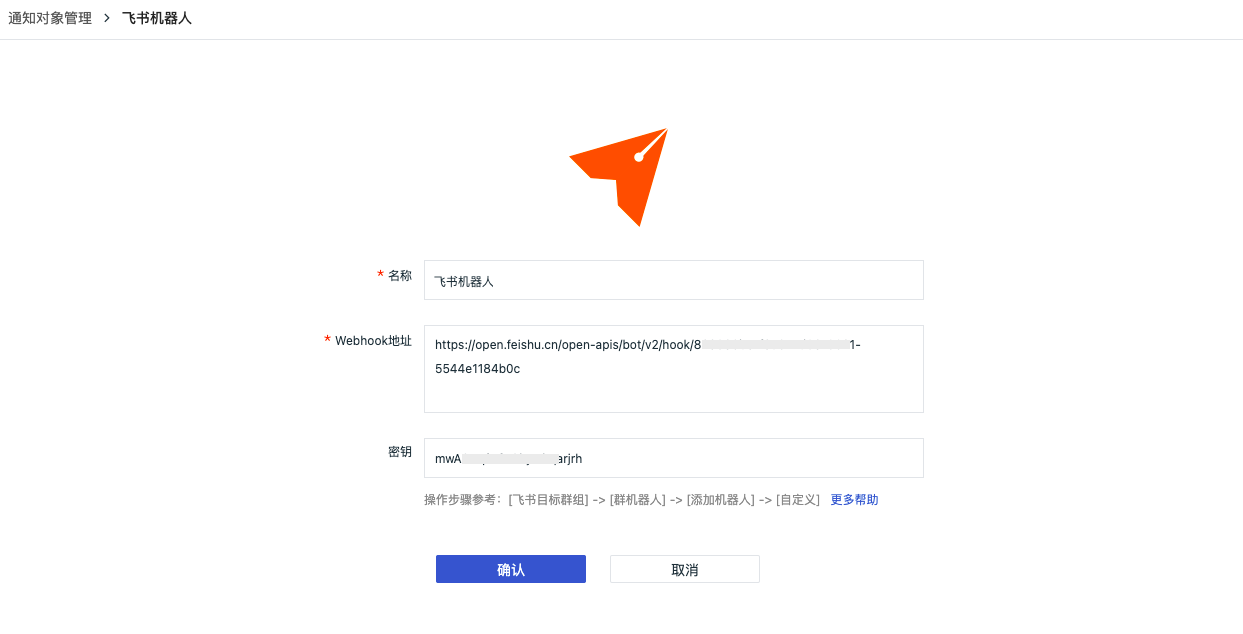 通知对象管理 > 飞书机器人
* 名称
飞书机器人
* Webhook地址
https://open.feishu.cn/open-apis/bot/v2/hook/8 1-
5544e1184b0c
密钥
mwA arjrh
操作步骤参考：[飞书目标群组] -> [群机器人] -> [添加机器人] -> [自定义] 更多帮助
确认 取消